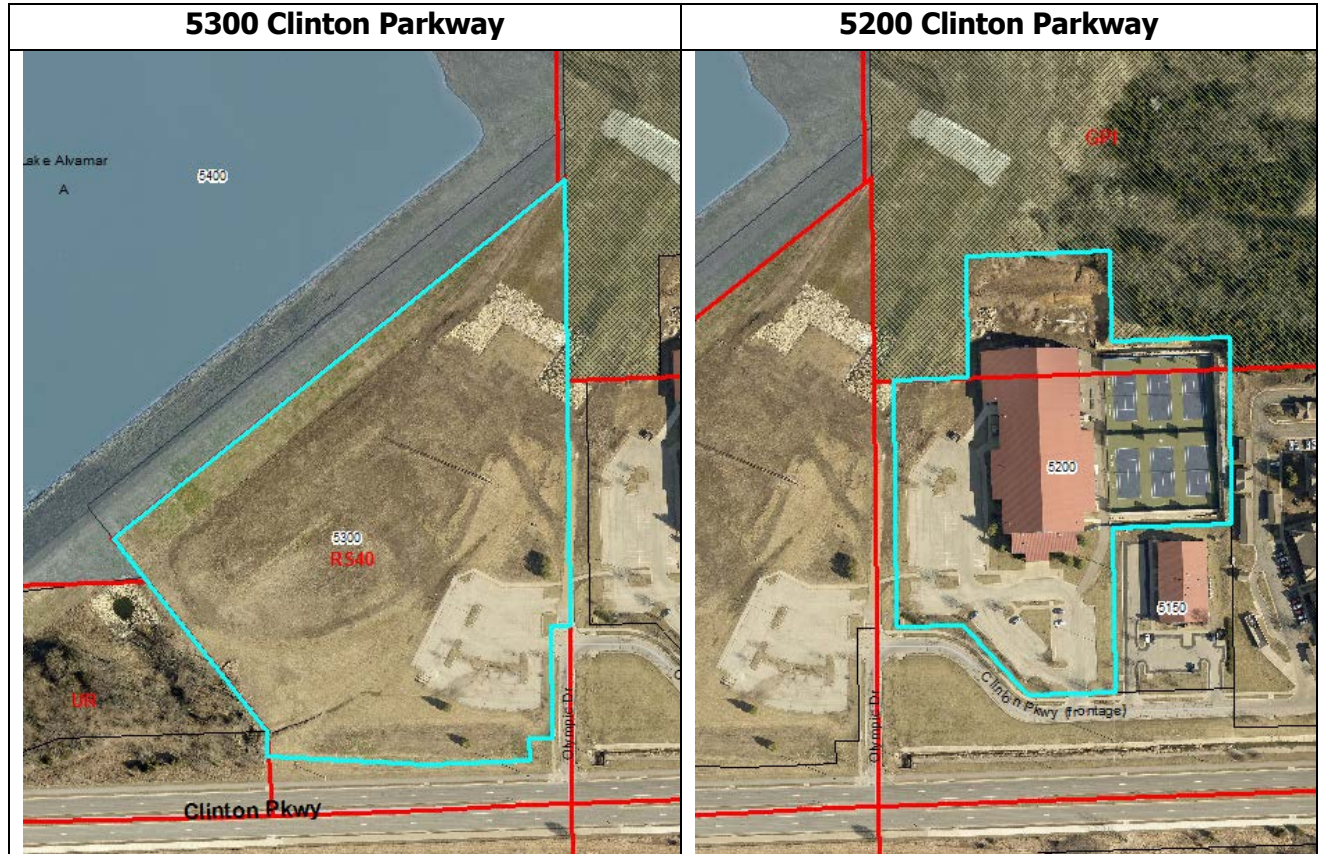 5300 Clinton Parkway
5200 Clinton Parkway
ake Alvamar
A
5400
5300
RS40
UR
Olympic Dr
Clinton Pkwy
GPI
5200
5150
Clinton Pkwy (frontage)
Olympic Dr